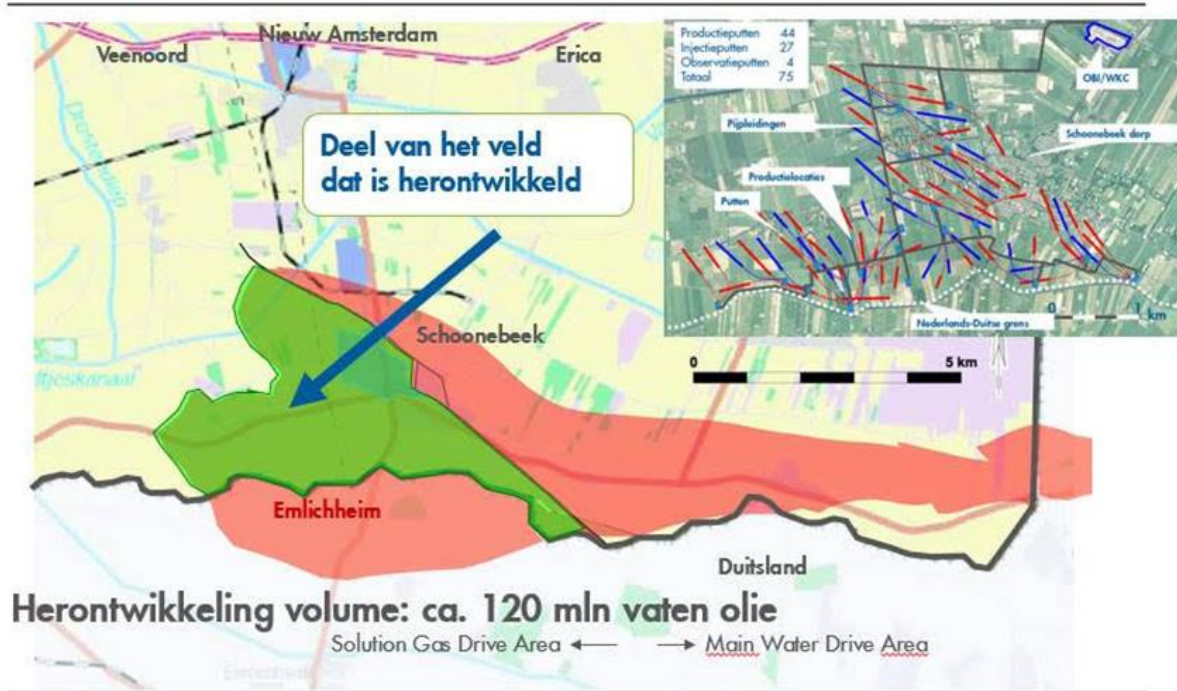 Nieuw Amsterdam
Veenoord
Erica
Deel van het veld
dat is herontwikkeld
Productieputten 44
Injectieputten 27
Observatieputten 4
Totaal 75
OBI/WKC
Pijpleidingen
Schoonebeek dorp
Productielocaties
Putten
Nederlands-Duitse grens
0 1
km
Schoonebeek
0 5 km
Emlichheim
Duitsland
Herontwikkeling volume: ca. 120 mln vaten olie
Solution Gas Drive Area ← → Main Water Drive Area